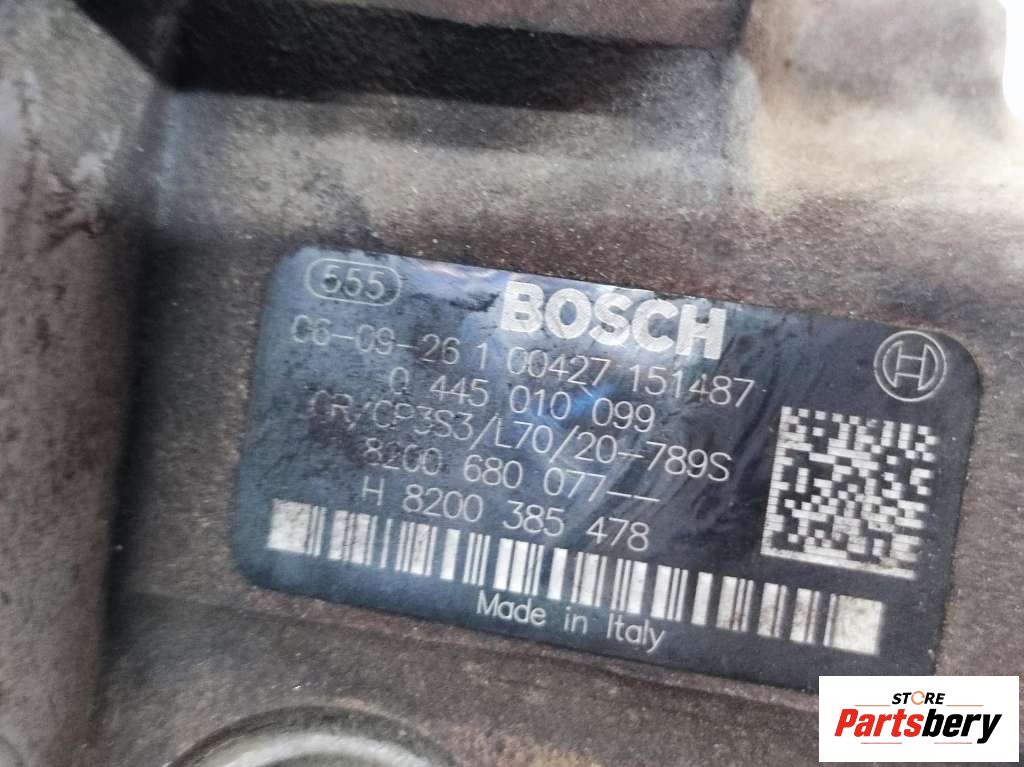 555
BOSCH
06-09-26 1 00427 151487
0 445 010 099
CR/CP3S3/L70/20-789S
8200 680 077--
H 8200 385 478
Made in Italy
STORE
Partsbery